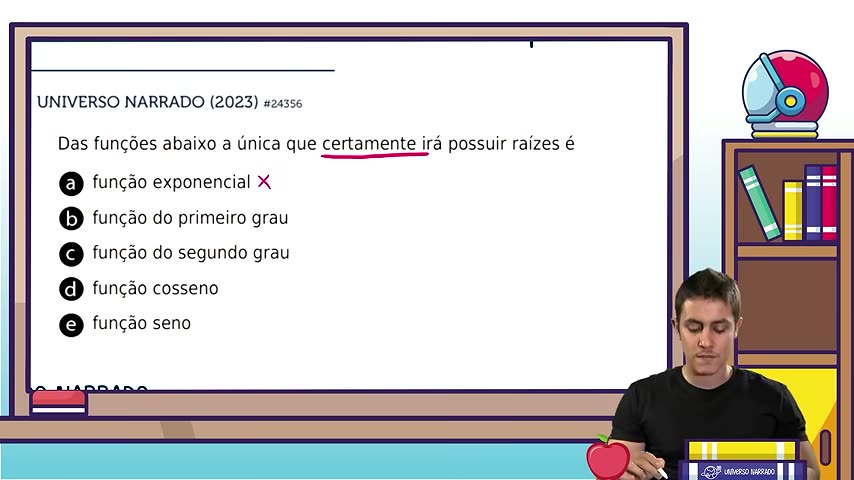 UNIVERSO NARRADO (2023) #24356
Das funções abaixo a única que certamente irá possuir raízes é
a função exponencial
b função do primeiro grau
c função do segundo grau
d função cosseno
e função seno
O NARRADO
UNIVERSO NARRADO